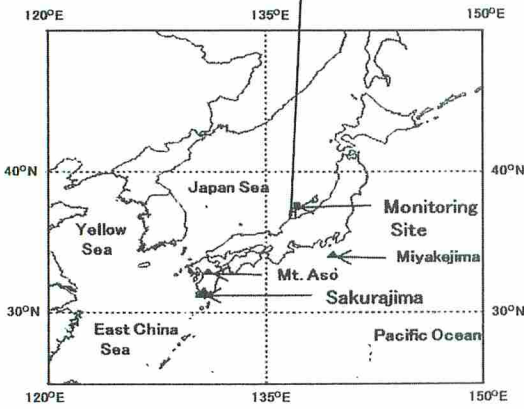 120°E 135°E 150°E
40°N 40°N
Japan Sea
Monitoring
Site
Yellow
Sea
Miyakejima
Mt. Aso
Sakurajima
30°N 30°N
East China
Sea
Pacific Ocean
120°E 135°E 150°E